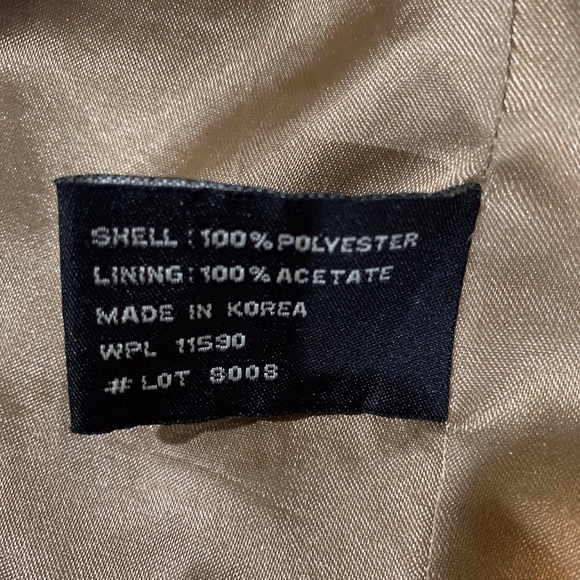 SHELL : 100% POLYESTER
LINING : 100% ACETATE
MADE IN KOREA
WPL 11590
# LOT 8008